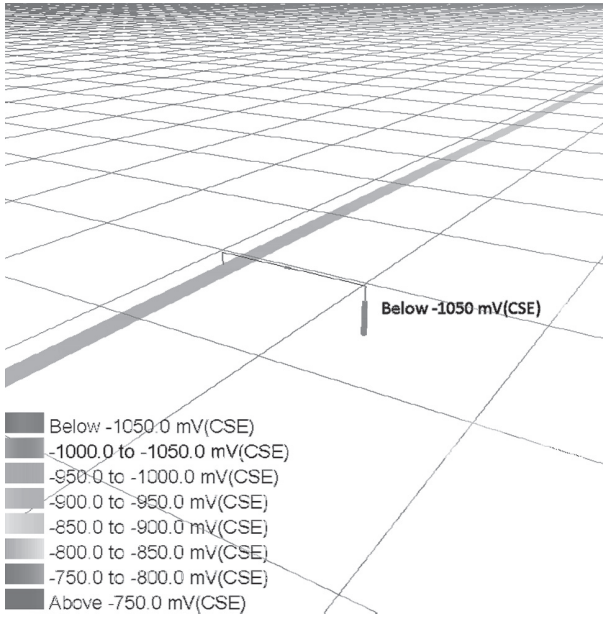 Below -1050 mV(CSE)
Below -1050.0 mV(CSE)
-1000.0 to -1050.0 mV(CSE)
-950.0 to -1000.0 mV(CSE)
-900.0 to -950.0 mV(CSE)
-850.0 to -900.0 mV(CSE)
-800.0 to -850.0 mV(CSE)
-750.0 to -800.0 mV(CSE)
Above -750.0 mV(CSE)